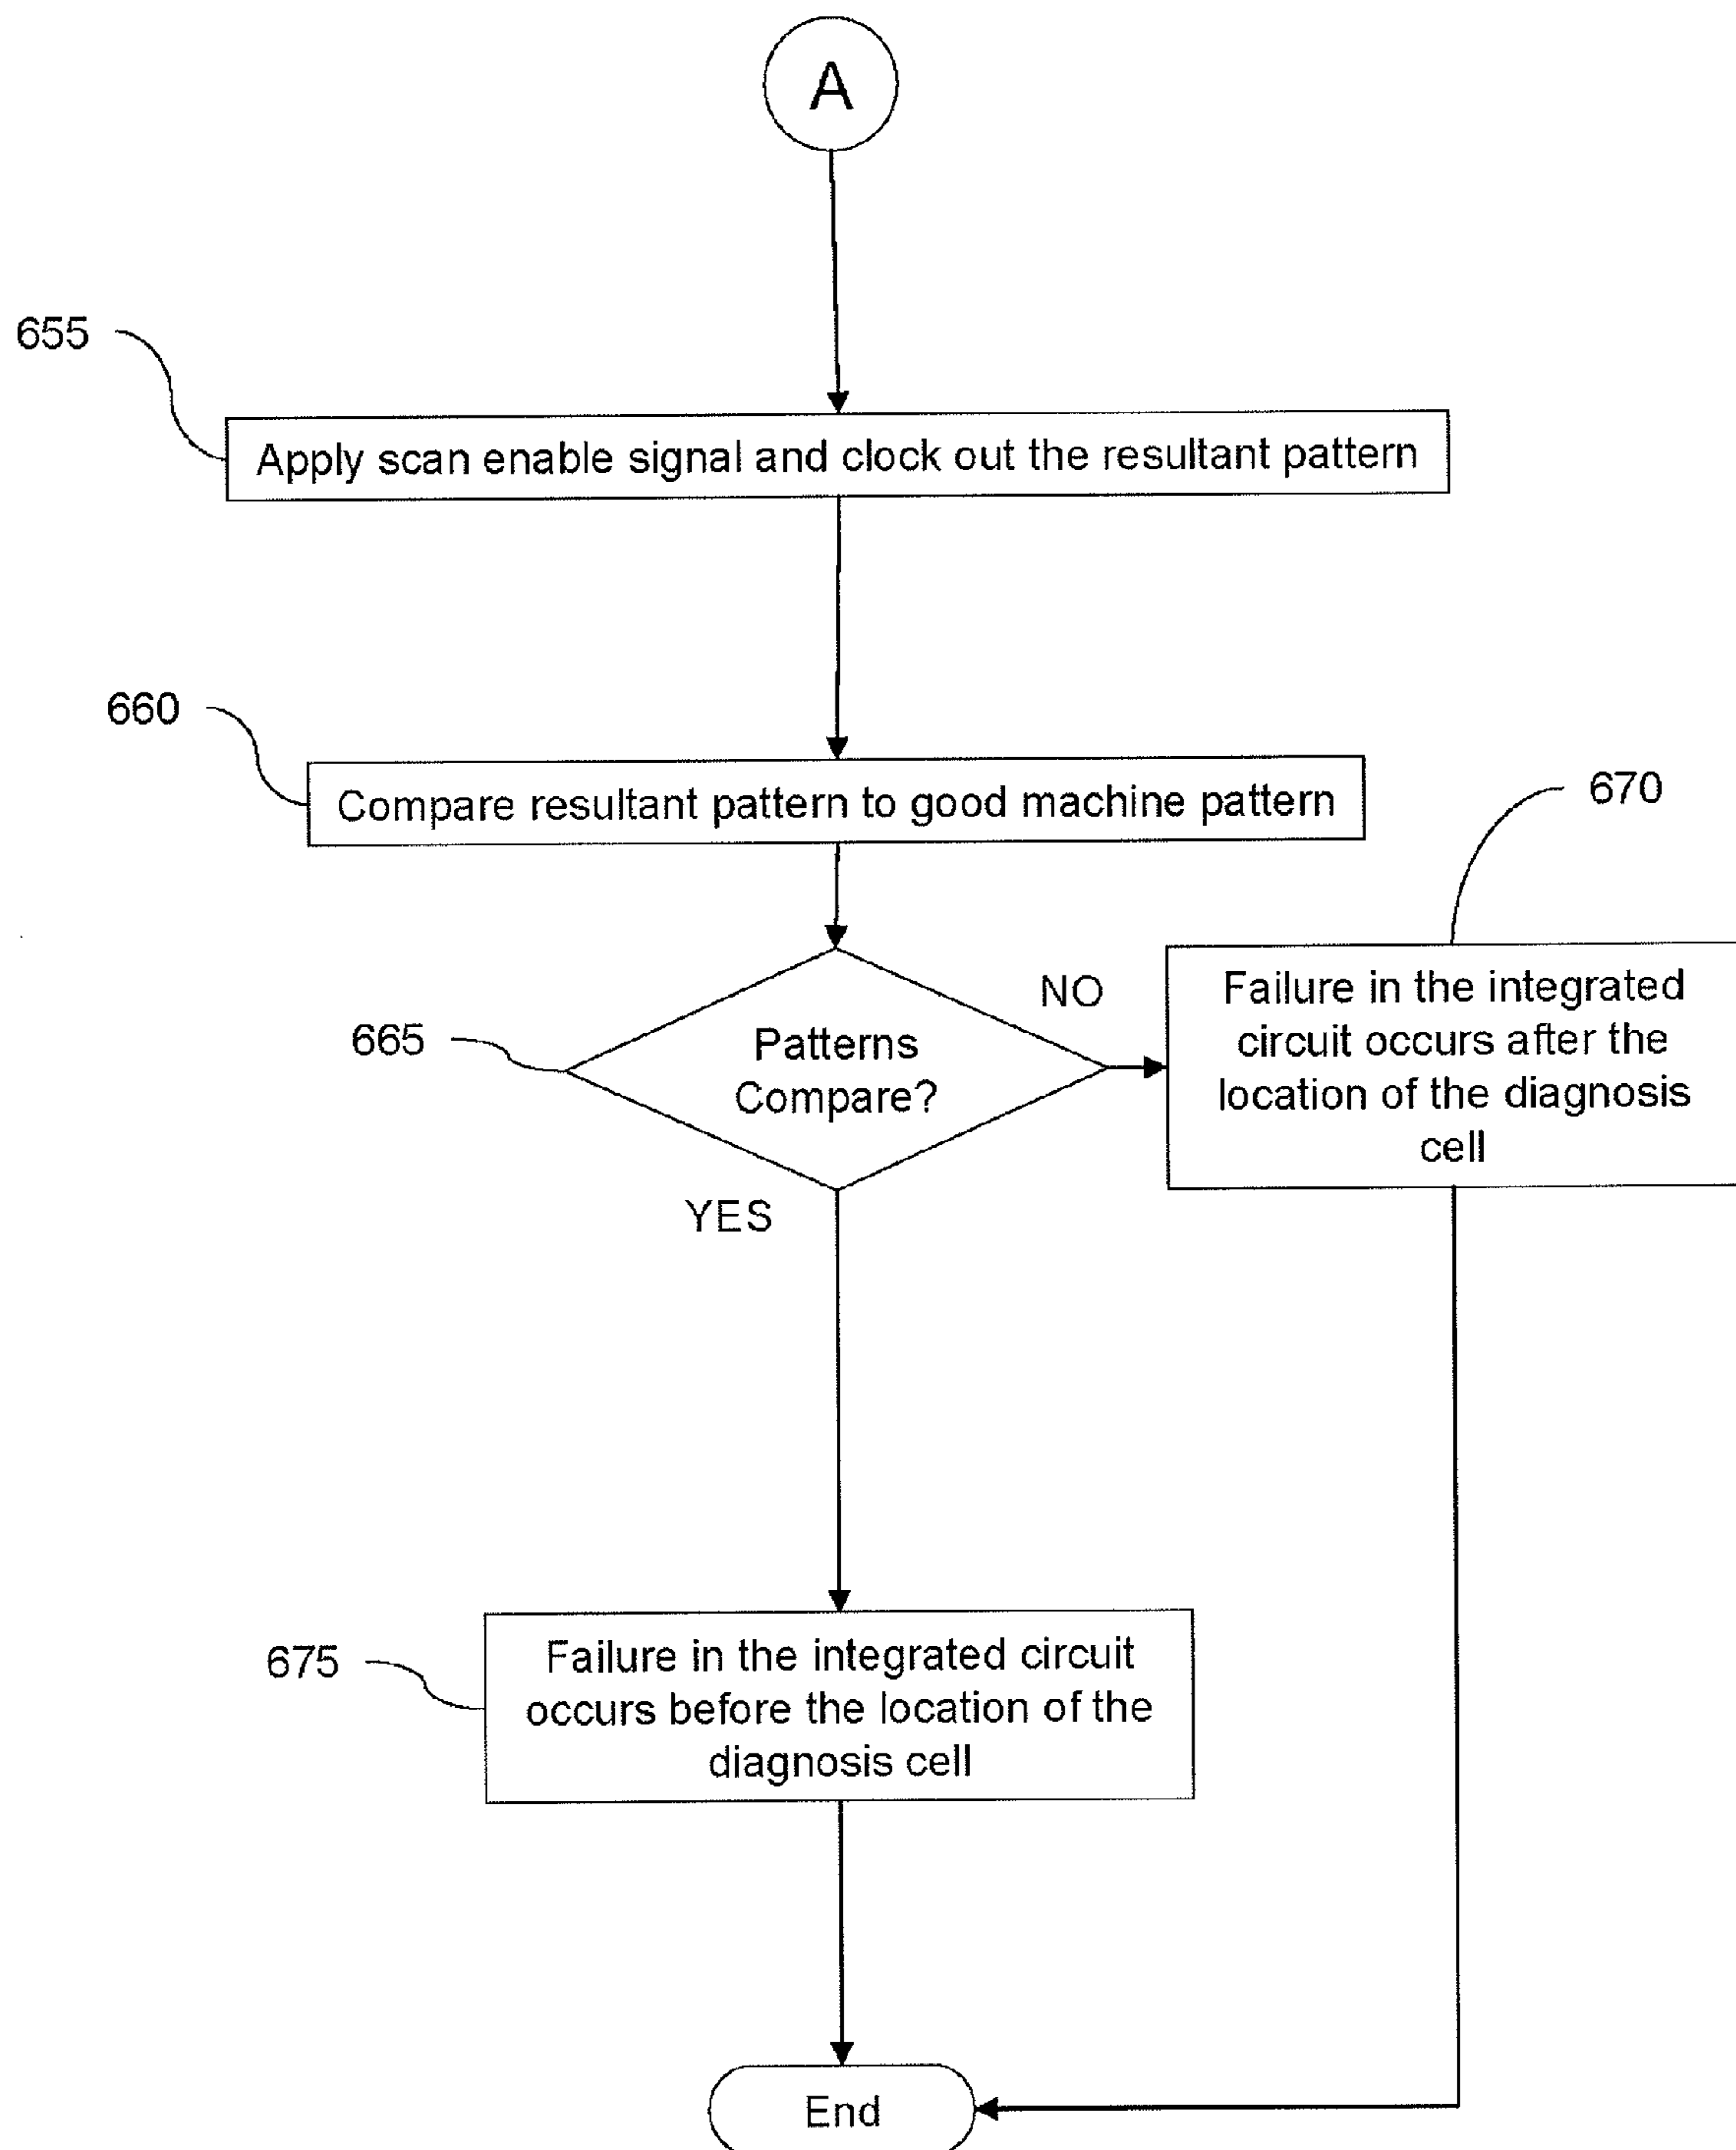 A
655
Apply scan enable signal and clock out the resultant pattern
660
Compare resultant pattern to good machine pattern
670
NO
Failure in the integrated
circuit occurs after the
location of the diagnosis
cell
665
Patterns
Compare?
YES
675
Failure in the integrated circuit
occurs before the location of the
diagnosis cell
End